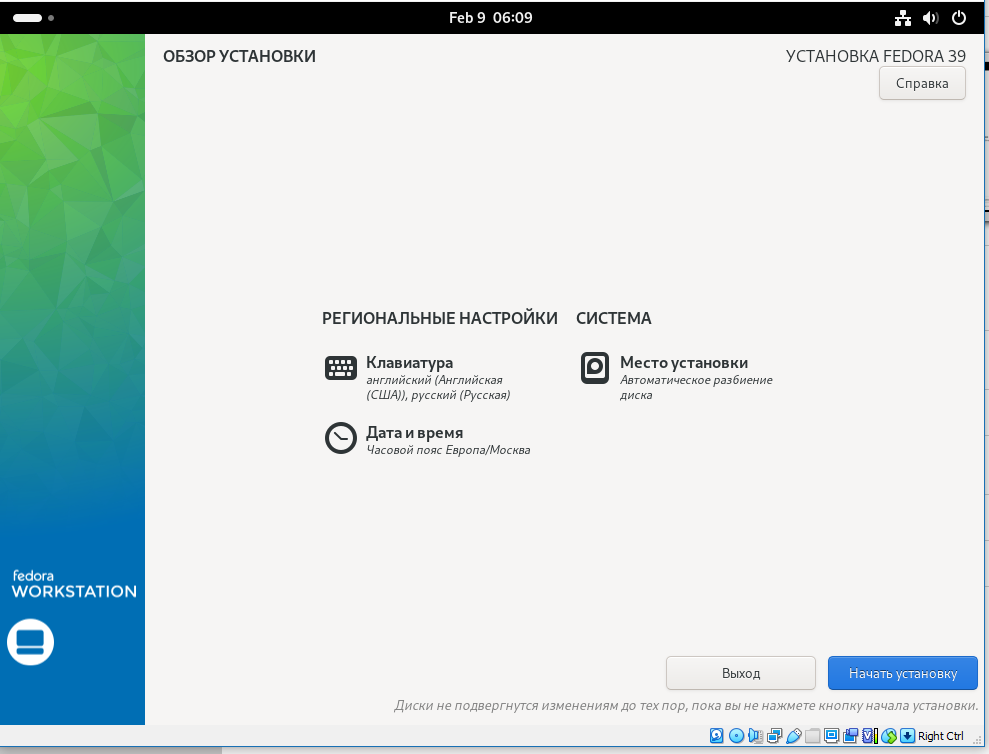 Feb 9 06:09
ОБЗОР УСТАНОВКИ
УСТАНОВКА FEDORA 39
Справка
РЕГИОНАЛЬНЫЕ НАСТРОЙКИ
СИСТЕМА
Клавиатура
английский (Английская
(США)), русский (Русская)
Место установки
Автоматическое разбиение
диска
Дата и время
Часовой пояс Европа/Москва
fedora
WORKSTATION
Выход
Начать установку
Диски не подвергнутся изменениям до тех пор, пока вы не нажмете кнопку начала установки.
Right Ctrl